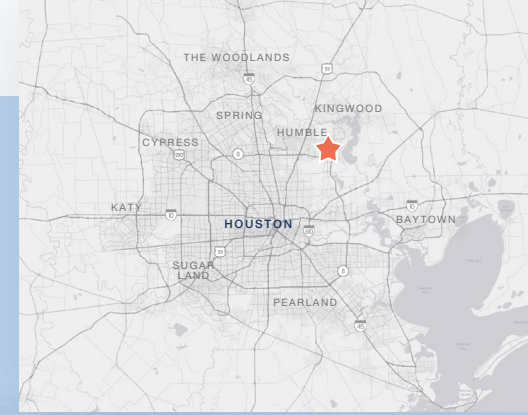 THE WOODLANDS
59
45
KINGWOOD
SPRING
HUMBLE
CYPRESS
290
8
KATY
10
10
HOUSTON
BAYTOWN
610
59
SUGAR
LAND
8
PEARLAND
45